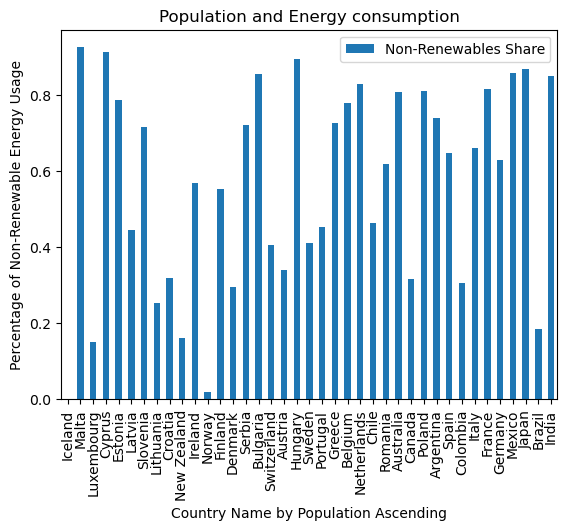 Population and Energy consumption
Non-Renewables Share
Percentage of Non-Renewable Energy Usage
0.8
0.6
0.4
0.2
0.0
Iceland
Malta
Luxembourg
Cyprus
Estonia
Latvia
Slovenia
Lithuania
Croatia
New Zealand
Ireland
Norway
Finland
Denmark
Serbia
Bulgaria
Switzerland
Austria
Hungary
Sweden
Portugal
Greece
Belgium
Netherlands
Chile
Romania
Australia
Canada
Poland
Argentina
Spain
Colombia
Italy
France
Germany
Mexico
Japan
Brazil
India
Country Name by Population Ascending